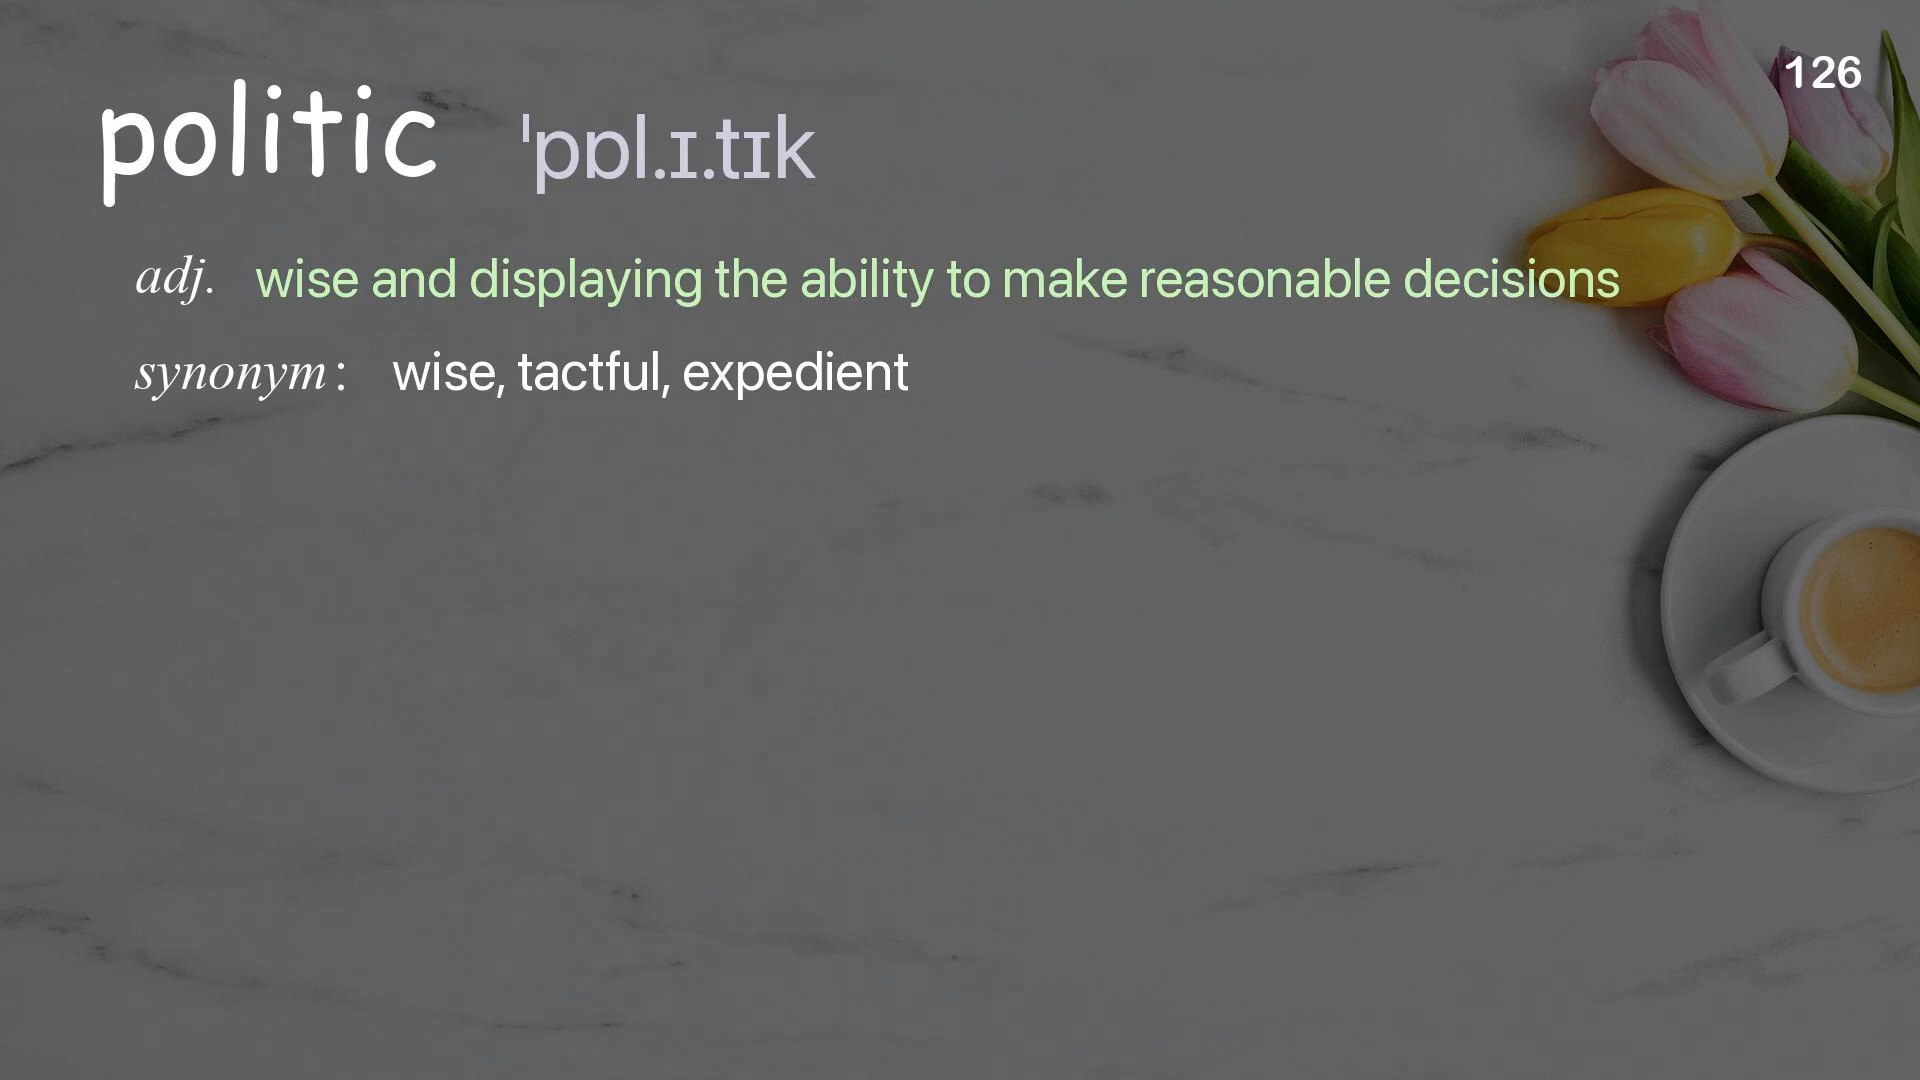 126
politic ˈpɒl.ɪ.tɪk
adj. wise and displaying the ability to make reasonable decisions
synonym : wise, tactful, expedient